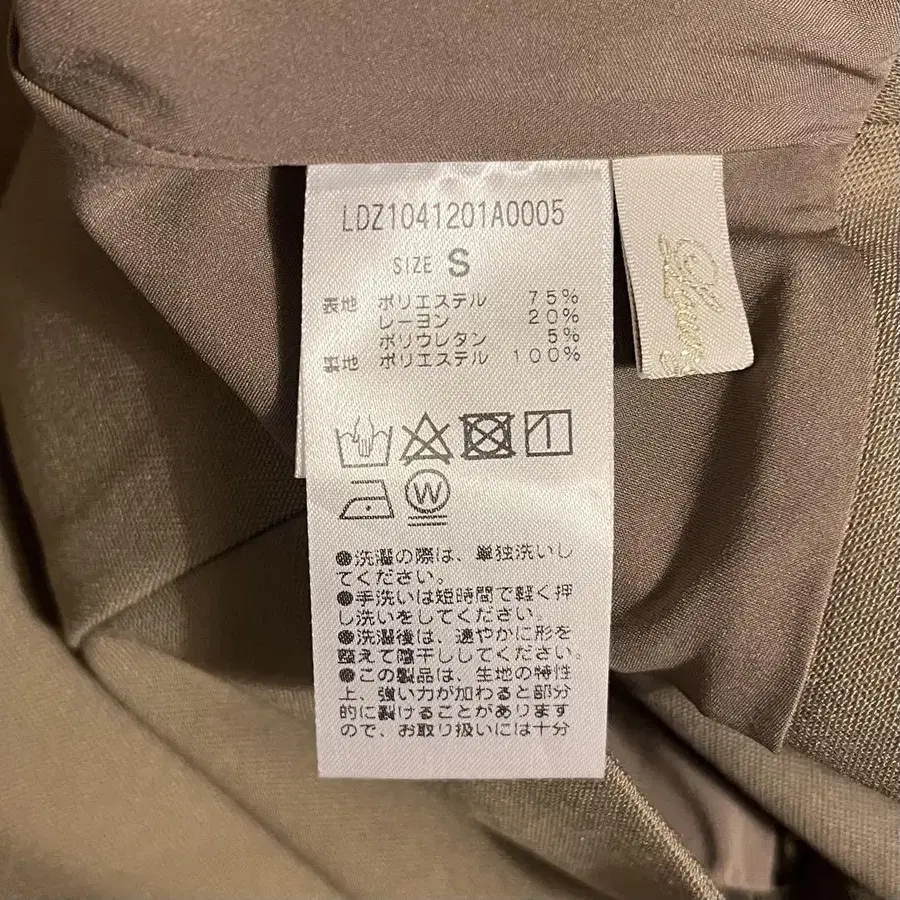 LDZ1041201A0005
SIZE S
表地 ポリエステル 75%
レーヨン 20%
ポリウレタン 5%
裏地 ポリエステル 100%
W
●洗濯の際は、単独洗いし
てください。
●手洗いは短時間で軽く押
し洗いをしてください。
●洗濯後は、速やかに形を
整えて陰干ししてください。
●この製品は、生地の特性
上、強い力が加わると部分
的に裂けることがあります
ので、お取り扱いには十分